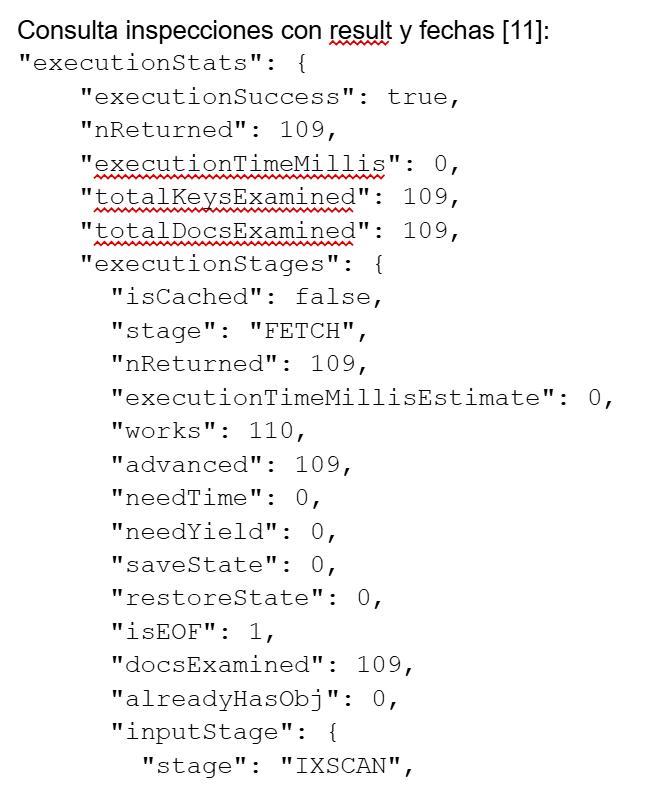 Consulta inspecciones con result y fechas [11]:
"executionStats": {
    "executionSuccess": true,
    "nReturned": 109,
    "executionTimeMillis": 0,
    "totalKeysExamined": 109,
    "totalDocsExamined": 109,
    "executionStages": {
      "isCached": false,
      "stage": "FETCH",
      "nReturned": 109,
      "executionTimeMillisEstimate": 0,
      "works": 110,
      "advanced": 109,
      "needTime": 0,
      "needYield": 0,
      "saveState": 0,
      "restoreState": 0,
      "isEOF": 1,
      "docsExamined": 109,
      "alreadyHasObj": 0,
      "inputStage": {
        "stage": "IXSCAN",